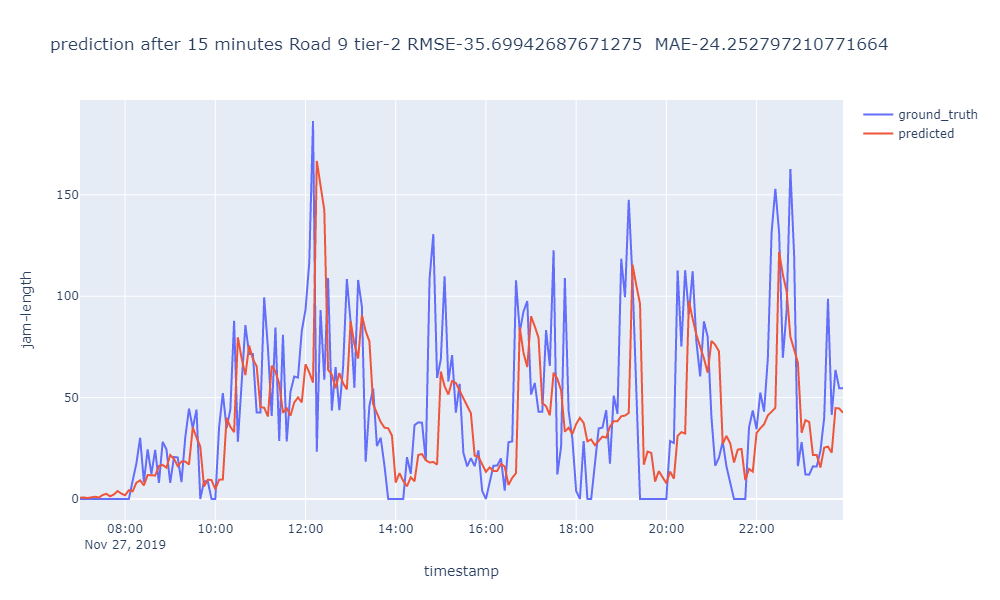 prediction after 15 minutes Road 9 tier-2 RMSE-35.69942687671275  MAE-24.252797210771664
ground_truth
predicted
150
100
50
0
jam-length
08:00 10:00 12:00 14:00 16:00 18:00 20:00 22:00
Nov 27, 2019
timestamp